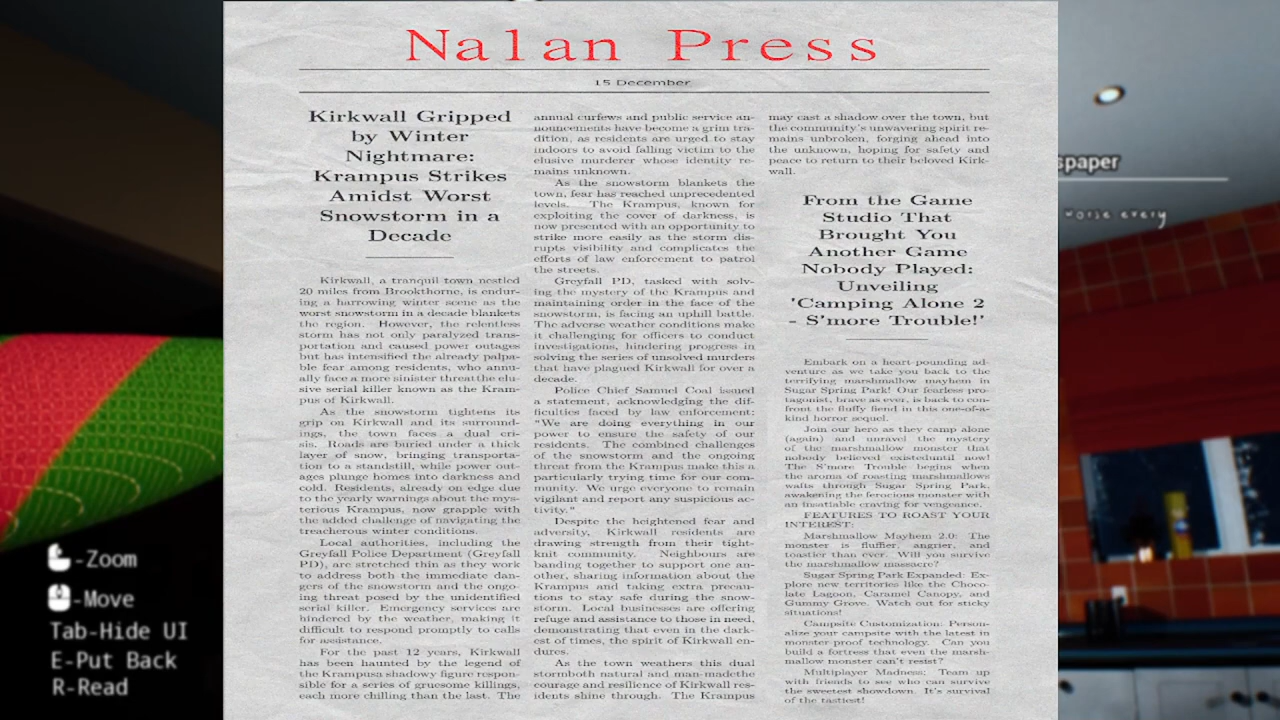 Nalan Press
15 December
Kirkwall Gripped
by Winter
Nightmare:
Krampus Strikes
Amidst Worst
Snowstorm in a
Decade
Kirkwall, a tranquil town nestled
20 miles from Brookthorne, is endur-
ing a harrowing winter scene as the
worst snowstorm in a decade blankets
the region. However, the relentless
storm has not only paralyzed trans-
portation and caused power outages
but has intensified the already palpa-
ble fear among residents, who annu-
ally face a more sinister threatthe elu-
sive serial killer known as the Kram-
pus of Kirkwall.
As the snowstorm tightens its
grip on Kirkwall and its surround-
ings, the town faces a dual cri-
sis. Roads are buried under a thick
layer of snow, bringing transporta-
tion to a standstill, while power out-
ages plunge homes into darkness and
cold. Residents, already on edge due
to the yearly warnings about the mys-
terious Krampus, now grapple with
the added challenge of navigating the
treacherous winter conditions.
Local authorities, including the
Greyfall Police Department (Greyfall
PD), are stretched thin as they work
to address both the immediate dan-
gers of the snowstorm and the ongo-
ing threat posed by the unidentified
serial killer. Emergency services are
hindered by the weather, making it
difficult to respond promptly to calls
for assistance.
For the past 12 years, Kirkwall
has been haunted by the legend of
the Krampusa shadowy figure respon-
sible for a series of gruesome killings,
each more chilling than the last. The
annual curfews and public service an-
nouncements have become a grim tra-
dition, as residents are urged to stay
indoors to avoid falling victim to the
elusive murderer whose identity re-
mains unknown.
As the snowstorm blankets the
town, fear has reached unprecedented
levels. The Krampus, known for
exploiting the cover of darkness, is
now presented with an opportunity to
strike more easily as the storm dis-
rupts visibility and complicates the
efforts of law enforcement to patrol
the streets.
Greyfall PD, tasked with solv-
ing the mystery of the Krampus and
maintaining order in the face of the
snowstorm, is facing an uphill battle.
The adverse weather conditions make
it challenging for officers to conduct
investigations, hindering progress in
solving the series of unsolved murders
that have plagued Kirkwall for over a
decade.
Police Chief Samuel Coal issued
a statement, acknowledging the dif-
ficulties faced by law enforcement:
"We are doing everything in our
power to ensure the safety of our
residents. The combined challenges
of the snowstorm and the ongoing
threat from the Krampus make this a
particularly trying time for our com-
munity. We urge everyone to remain
vigilant and report any suspicious ac-
tivity."
Despite the heightened fear and
adversity, Kirkwall residents are
drawing strength from their tight-
knit community. Neighbours are
banding together to support one an-
other, sharing information about the
Krampus and taking extra precau-
tions to stay safe during the snow-
storm. Local businesses are offering
refuge and assistance to those in need,
demonstrating that even in the dark-
est of times, the spirit of Kirkwall en-
dures.
As the town weathers this dual
stormboth natural and man-madethe
courage and resilience of Kirkwall res-
idents shine through. The Krampus
may cast a shadow over the town, but
the community's unwavering spirit re-
mains unbroken, forging ahead into
the unknown, hoping for safety and
peace to return to their beloved Kirk-
wall.
From the Game
Studio That
Brought You
Another Game
Nobody Played:
Unveiling
'Camping Alone 2
- S'more Trouble!'
Embark on a heart-pounding ad-
venture as we take you back to the
terrifying marshmallow mayhem in
Sugar Spring Park! Our fearless pro-
tagonist, brave as ever, is back to con-
front the fluffy fiend in this one-of-a-
kind horror sequel.
Join our hero as they camp alone
(again) and unravel the mystery
of the marshmallow monster that
nobody believed existeduntil now!
The S'more Trouble begins when
the aroma of roasting marshmallows
wafts through Sugar Spring Park,
awakening the ferocious monster with
an insatiable craving for vengeance.
FEATURES TO ROAST YOUR
INTEREST:
Marshmallow Mayhem 2.0: The
monster is fluffier, angrier, and
toastier than ever. Will you survive
the marshmallow massacre?
Sugar Spring Park Expanded: Ex-
plore new territories like the Choco-
late Lagoon, Caramel Canopy, and
Gummy Grove. Watch out for sticky
situations!
Campsite Customization: Person-
alize your campsite with the latest in
monster-proof technology. Can you
build a fortress that even the marsh-
mallow monster can't resist?
Multiplayer Madness: Team up
with friends to see who can survive
the sweetest showdown. It's survival
of the tastiest!
spaper
worse every
-Zoom
-Move
Tab-Hide UI
E-Put Back
R-Read